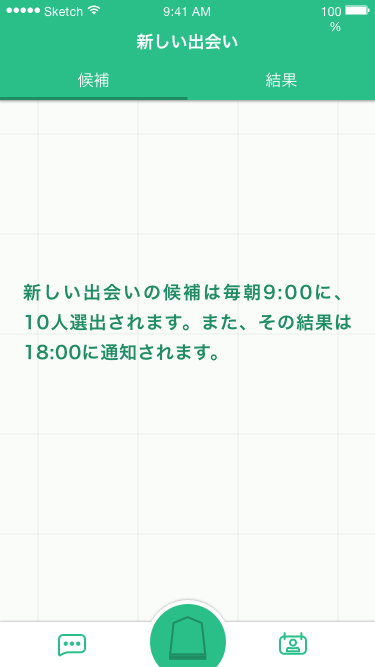 Sketch 9:41 AM 100
%
新しい出会い
候補 結果
新しい出会いの候補は毎朝9:00に、
10人選出されます。また、その結果は
18:00に通知されます。